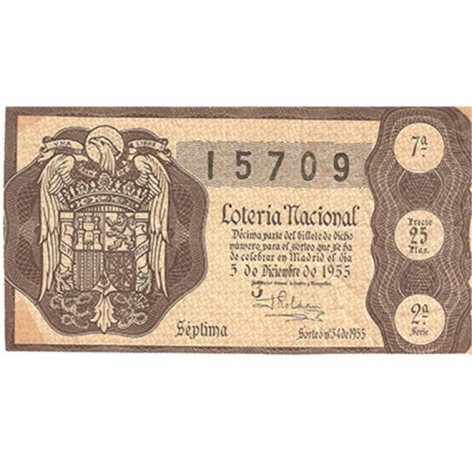 UNA
LIBRE
15709
7ª
Lotería Nacional
Décima parte del billete de dicho
número para el sorteo que se ha
de celebrar en Madrid el día
5 de Diciembre de 1955
Precio
25
Ptas.
Séptima
Sorteo nº 34 de 1955
2ª
Serie